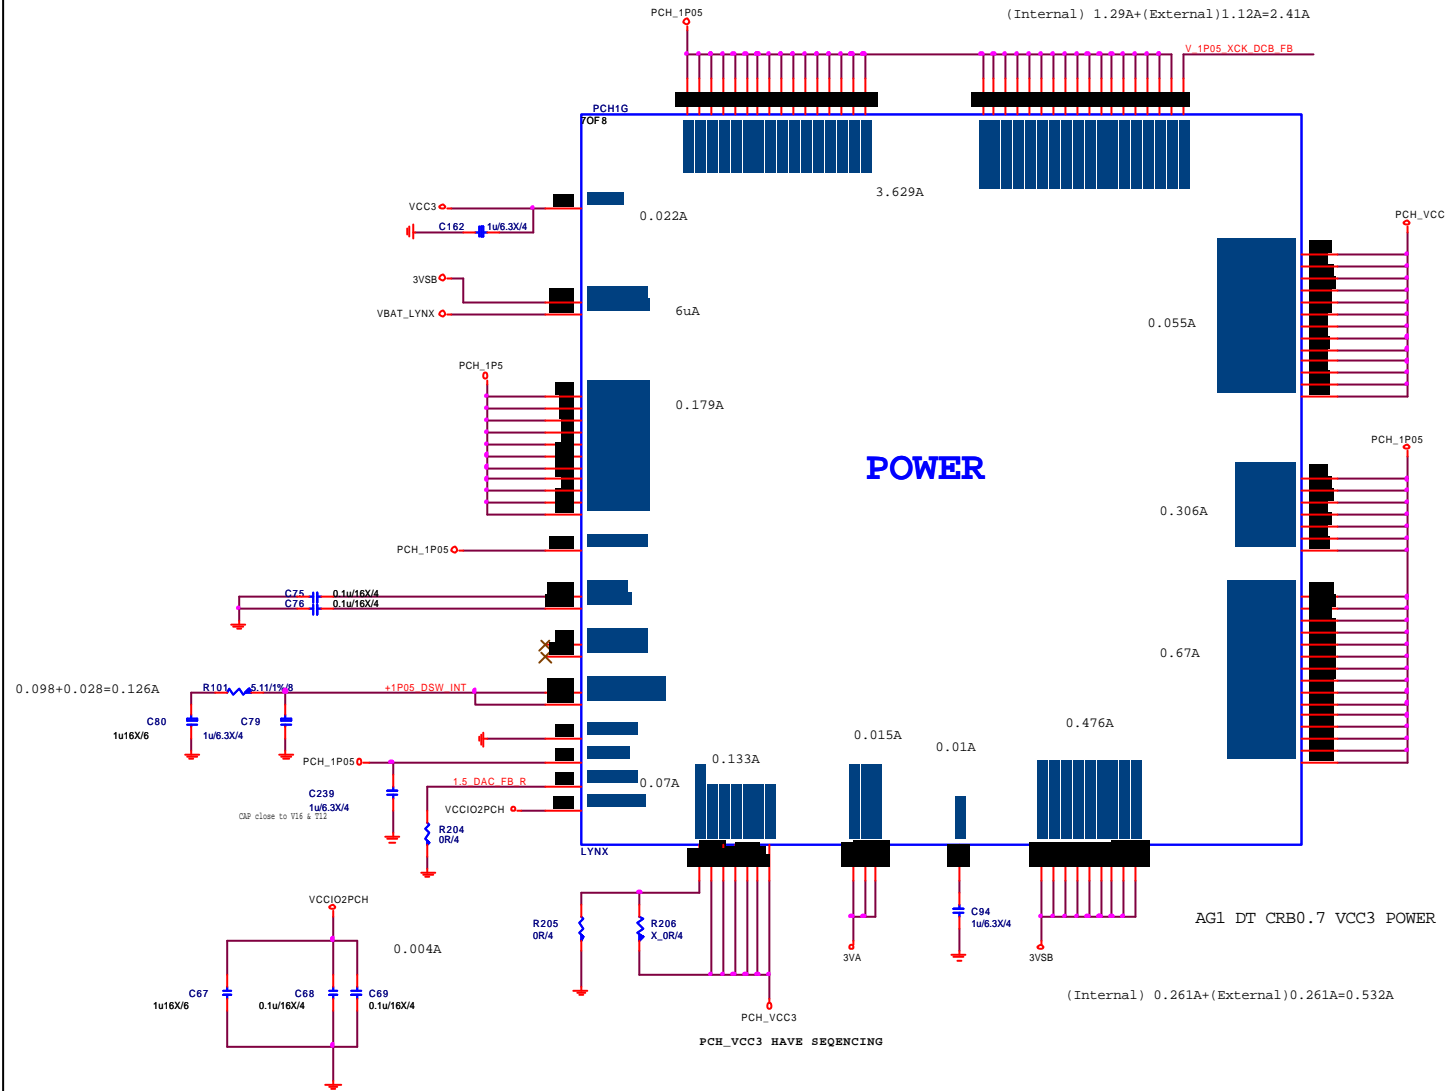 PCH_1P05
(Internal) 1.29A+(External)1.12A=2.41A
V_1P05_XCK_DCB_FB
PCH1G
7OF8
3.629A
VCC3
0.022A
C162
1u/6.3X/4
PCH_VCC
3VSB
VBAT_LYNX
6uA
0.055A
PCH_1P5
0.179A
POWER
PCH_1P05
0.306A
PCH_1P05
C75
0.1u/16X/4
C76
0.1u/16X/4
0.67A
0.098+0.028=0.126A
R101
5.11/1%/8
+1P05_DSW_INT
C80
1u16X/6
C79
1u/6.3X/4
0.476A
0.015A
0.01A
0.133A
PCH_1P05
1.5_DAC_FB_R
0.07A
C239
1u/6.3X/4
CAP close to V16 & T12
VCCIO2PCH
R204
0R/4
LYNX
VCCIO2PCH
R205
0R/4
R206
X_0R/4
C94
1u/6.3X/4
AG1 DT CRB0.7 VCC3 POWER
0.004A
3VA
3VSB
C67
1u16X/6
C68
0.1u/16X/4
C69
0.1u/16X/4
(Internal) 0.261A+(External)0.261A=0.532A
PCH_VCC3
PCH_VCC3 HAVE SEQENCING